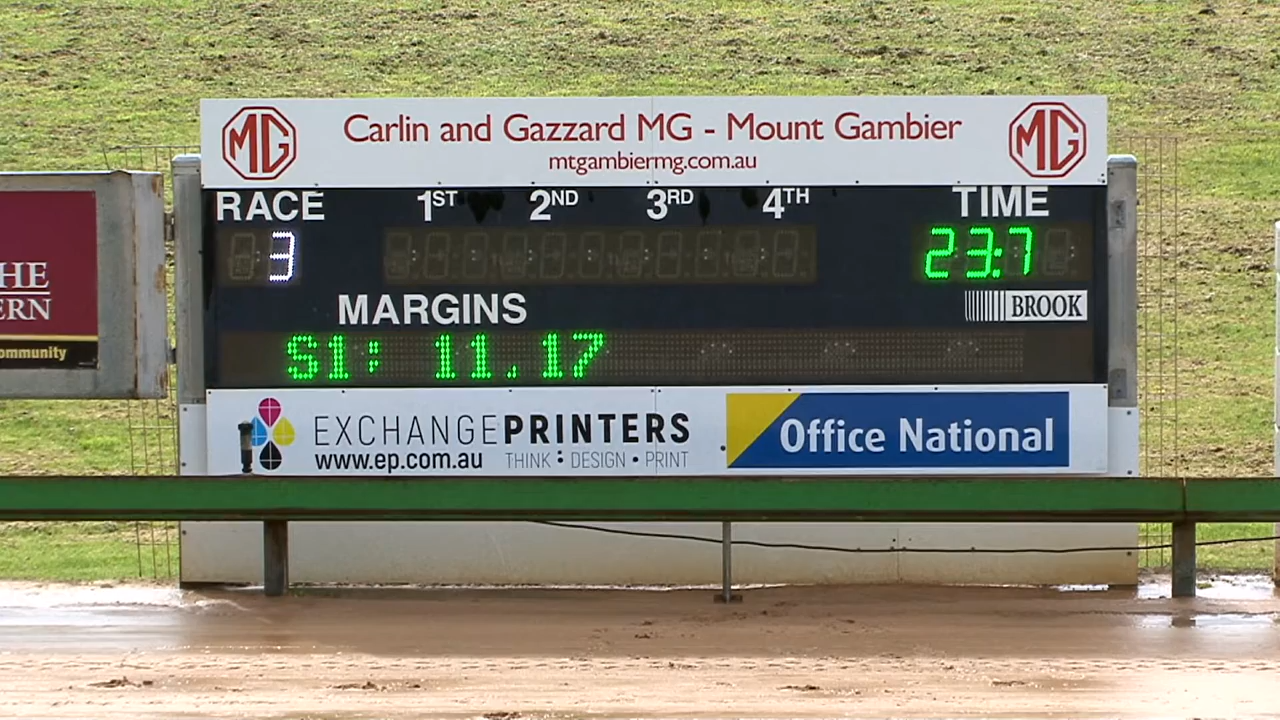 MG
Carlin and Gazzard MG - Mount Gambier
MG
mtgambiermg.com.au
RACE 1ST 2ND 3RD 4TH TIME
3 23:7
MARGINS
BROOK
S1: 11.17
HE
ERN
ommunity
EXCHANGEPRINTERS
www.ep.com.au THINK : DESIGN • PRINT
Office National